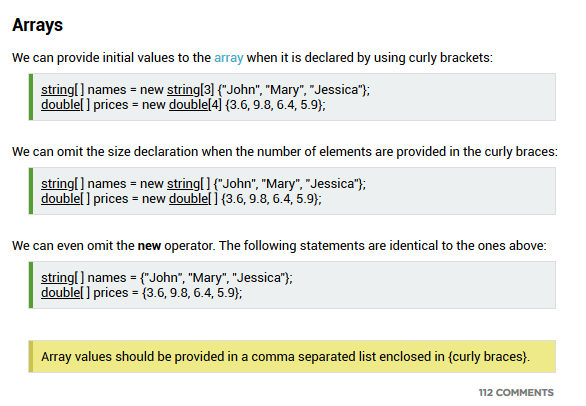 Arrays
We can provide initial values to the array when it is declared by using curly brackets:
string[ ] names = new string[3] {"John", "Mary", "Jessica"};
double[ ] prices = new double[4] {3.6, 9.8, 6.4, 5.9};
We can omit the size declaration when the number of elements are provided in the curly braces:
string[ ] names = new string[ ] {"John", "Mary", "Jessica"};
double[ ] prices = new double[ ] {3.6, 9.8, 6.4, 5.9};
We can even omit the new operator. The following statements are identical to the ones above:
string[ ] names = {"John", "Mary", "Jessica"};
double[ ] prices = {3.6, 9.8, 6.4, 5.9};
Array values should be provided in a comma separated list enclosed in {curly braces}.
112 COMMENTS